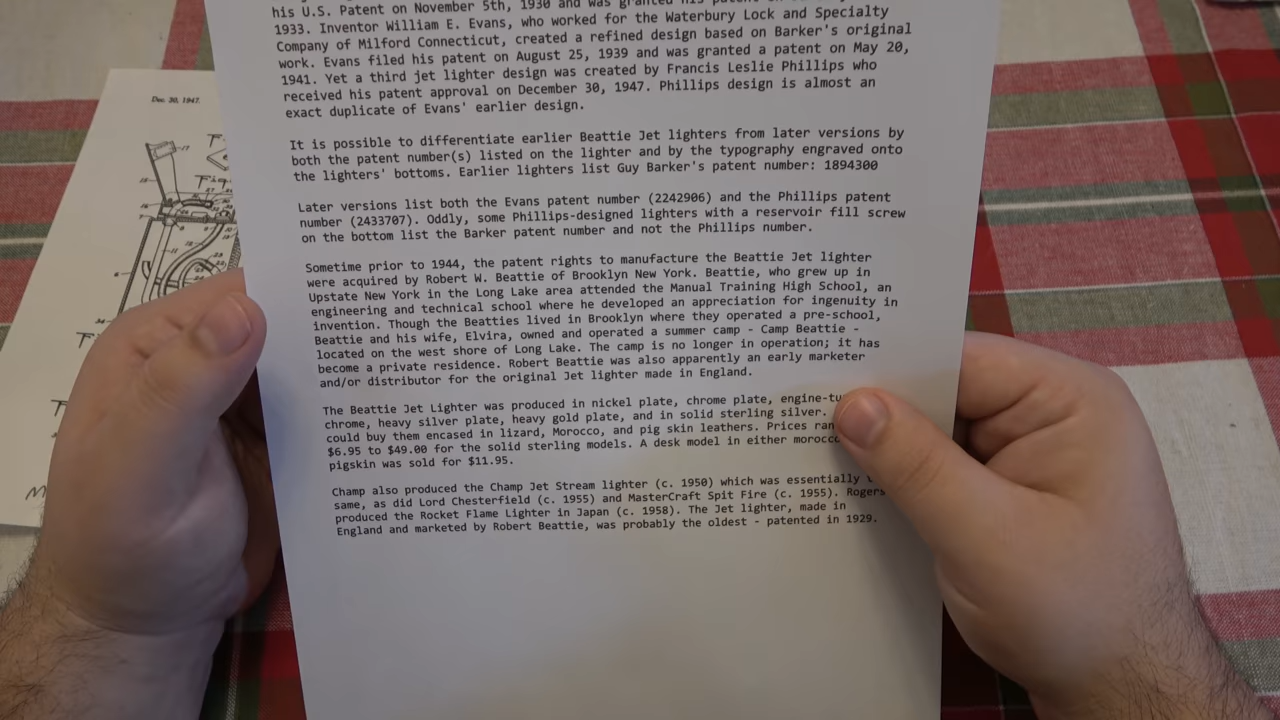 Dec. 30, 1947.
his U.S. Patent on November 5th, 1930 and was granted his patent
1933. Inventor William E. Evans, who worked for the Waterbury Lock and Specialty
Company of Milford Connecticut, created a refined design based on Barker's original
work. Evans filed his patent on August 25, 1939 and was granted a patent on May 20,
1941. Yet a third jet lighter design was created by Francis Leslie Phillips who
received his patent approval on December 30, 1947. Phillips design is almost an
exact duplicate of Evans' earlier design.
It is possible to differentiate earlier Beattie Jet lighters from later versions by
both the patent number(s) listed on the lighter and by the typography engraved onto
the lighters' bottoms. Earlier lighters list Guy Barker's patent number: 1894300
Later versions list both the Evans patent number (2242906) and the Phillips patent
number (2433707). Oddly, some Phillips-designed lighters with a reservoir fill screw
on the bottom list the Barker patent number and not the Phillips number.
Sometime prior to 1944, the patent rights to manufacture the Beattie Jet lighter
were acquired by Robert W. Beattie of Brooklyn New York. Beattie, who grew up in
Upstate New York in the Long Lake area attended the Manual Training High School, an
engineering and technical school where he developed an appreciation for ingenuity in
invention. Though the Beatties lived in Brooklyn where they operated a pre-school,
Beattie and his wife, Elvira, owned and operated a summer camp - Camp Beattie -
located on the west shore of Long Lake. The camp is no longer in operation; it has
become a private residence. Robert Beattie was also apparently an early marketer
and/or distributor for the original Jet lighter made in England.
The Beattie Jet Lighter was produced in nickel plate, chrome plate, engine-tu
chrome, heavy silver plate, heavy gold plate, and in solid sterling silver.
could buy them encased in lizard, Morocco, and pig skin leathers. Prices ran
$6.95 to $49.00 for the solid sterling models. A desk model in either morocc
pigskin was sold for $11.95.
Champ also produced the Champ Jet Stream lighter (c. 1950) which was essentially
same, as did Lord Chesterfield (c. 1955) and MasterCraft Spit Fire (c. 1955). Rogers
produced the Rocket Flame Lighter in Japan (c. 1958). The Jet lighter, made in
England and marketed by Robert Beattie, was probably the oldest - patented in 1929.